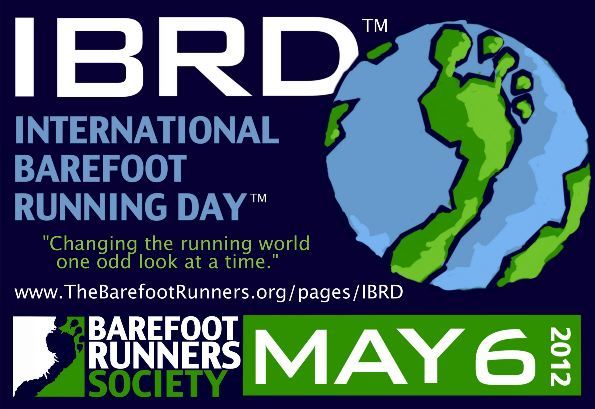 IBRD™
INTERNATIONAL
BAREFOOT
RUNNING DAY™
"Changing the running world
one odd look at a time."
www.TheBarefootRunners.org/pages/IBRD
BAREFOOT
RUNNERS
SOCIETY
MAY 6
2012